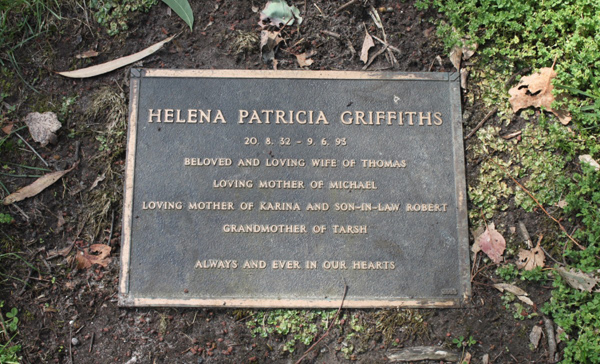 HELENA PATRICIA GRIFFITHS
20. 8. 32 - 9. 6. 93
BELOVED AND LOVING WIFE OF THOMAS
LOVING MOTHER OF MICHAEL
LOVING MOTHER OF KARINA AND SON-IN-LAW ROBERT
GRANDMOTHER OF TARSH
ALWAYS AND EVER IN OUR HEARTS